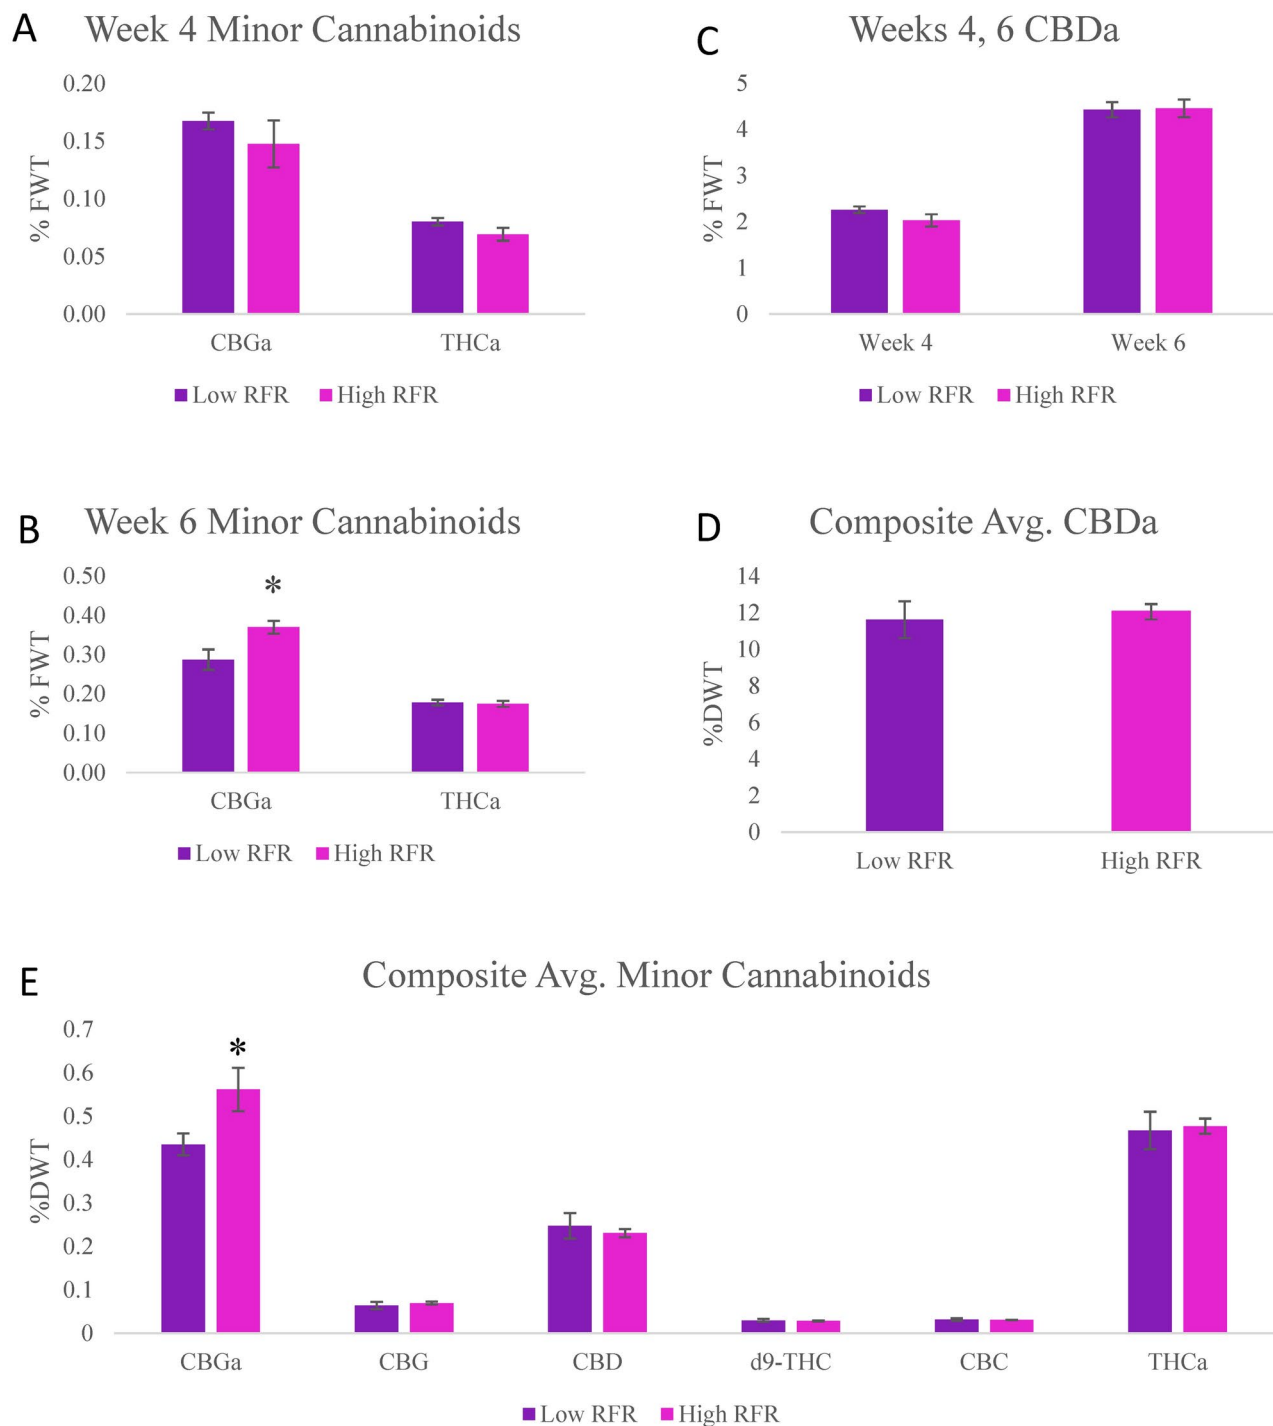 A Week 4 Minor Cannabinoids
% FWT
0.20
0.15
0.10
0.05
0.00
CBGa THCa
Low RFR High RFR
C Weeks 4, 6 CBDa
% FWT
5
4
3
2
1
0
Week 4 Week 6
Low RFR High RFR
B Week 6 Minor Cannabinoids
% FWT
0.50
*
0.40
0.30
0.20
0.10
0.00
CBGa THCa
Low RFR High RFR
D Composite Avg. CBDa
%DWT
14
12
10
8
6
4
2
0
Low RFR High RFR
E Composite Avg. Minor Cannabinoids
%DWT
0.7
*
0.6
0.5
0.4
0.3
0.2
0.1
0
CBGa CBG CBD d9-THC CBC THCa
Low RFR High RFR